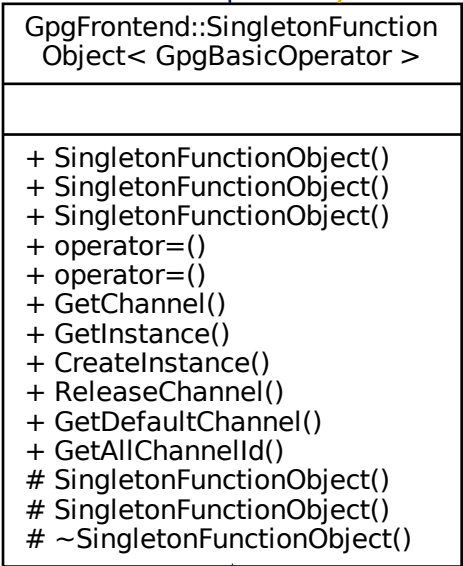 GpgFrontend::SingletonFunction
Object< GpgBasicOperator >
+ SingletonFunctionObject()
+ SingletonFunctionObject()
+ SingletonFunctionObject()
+ operator=()
+ operator=()
+ GetChannel()
+ GetInstance()
+ CreateInstance()
+ ReleaseChannel()
+ GetDefaultChannel()
+ GetAllChannelId()
# SingletonFunctionObject()
# SingletonFunctionObject()
# ~SingletonFunctionObject()